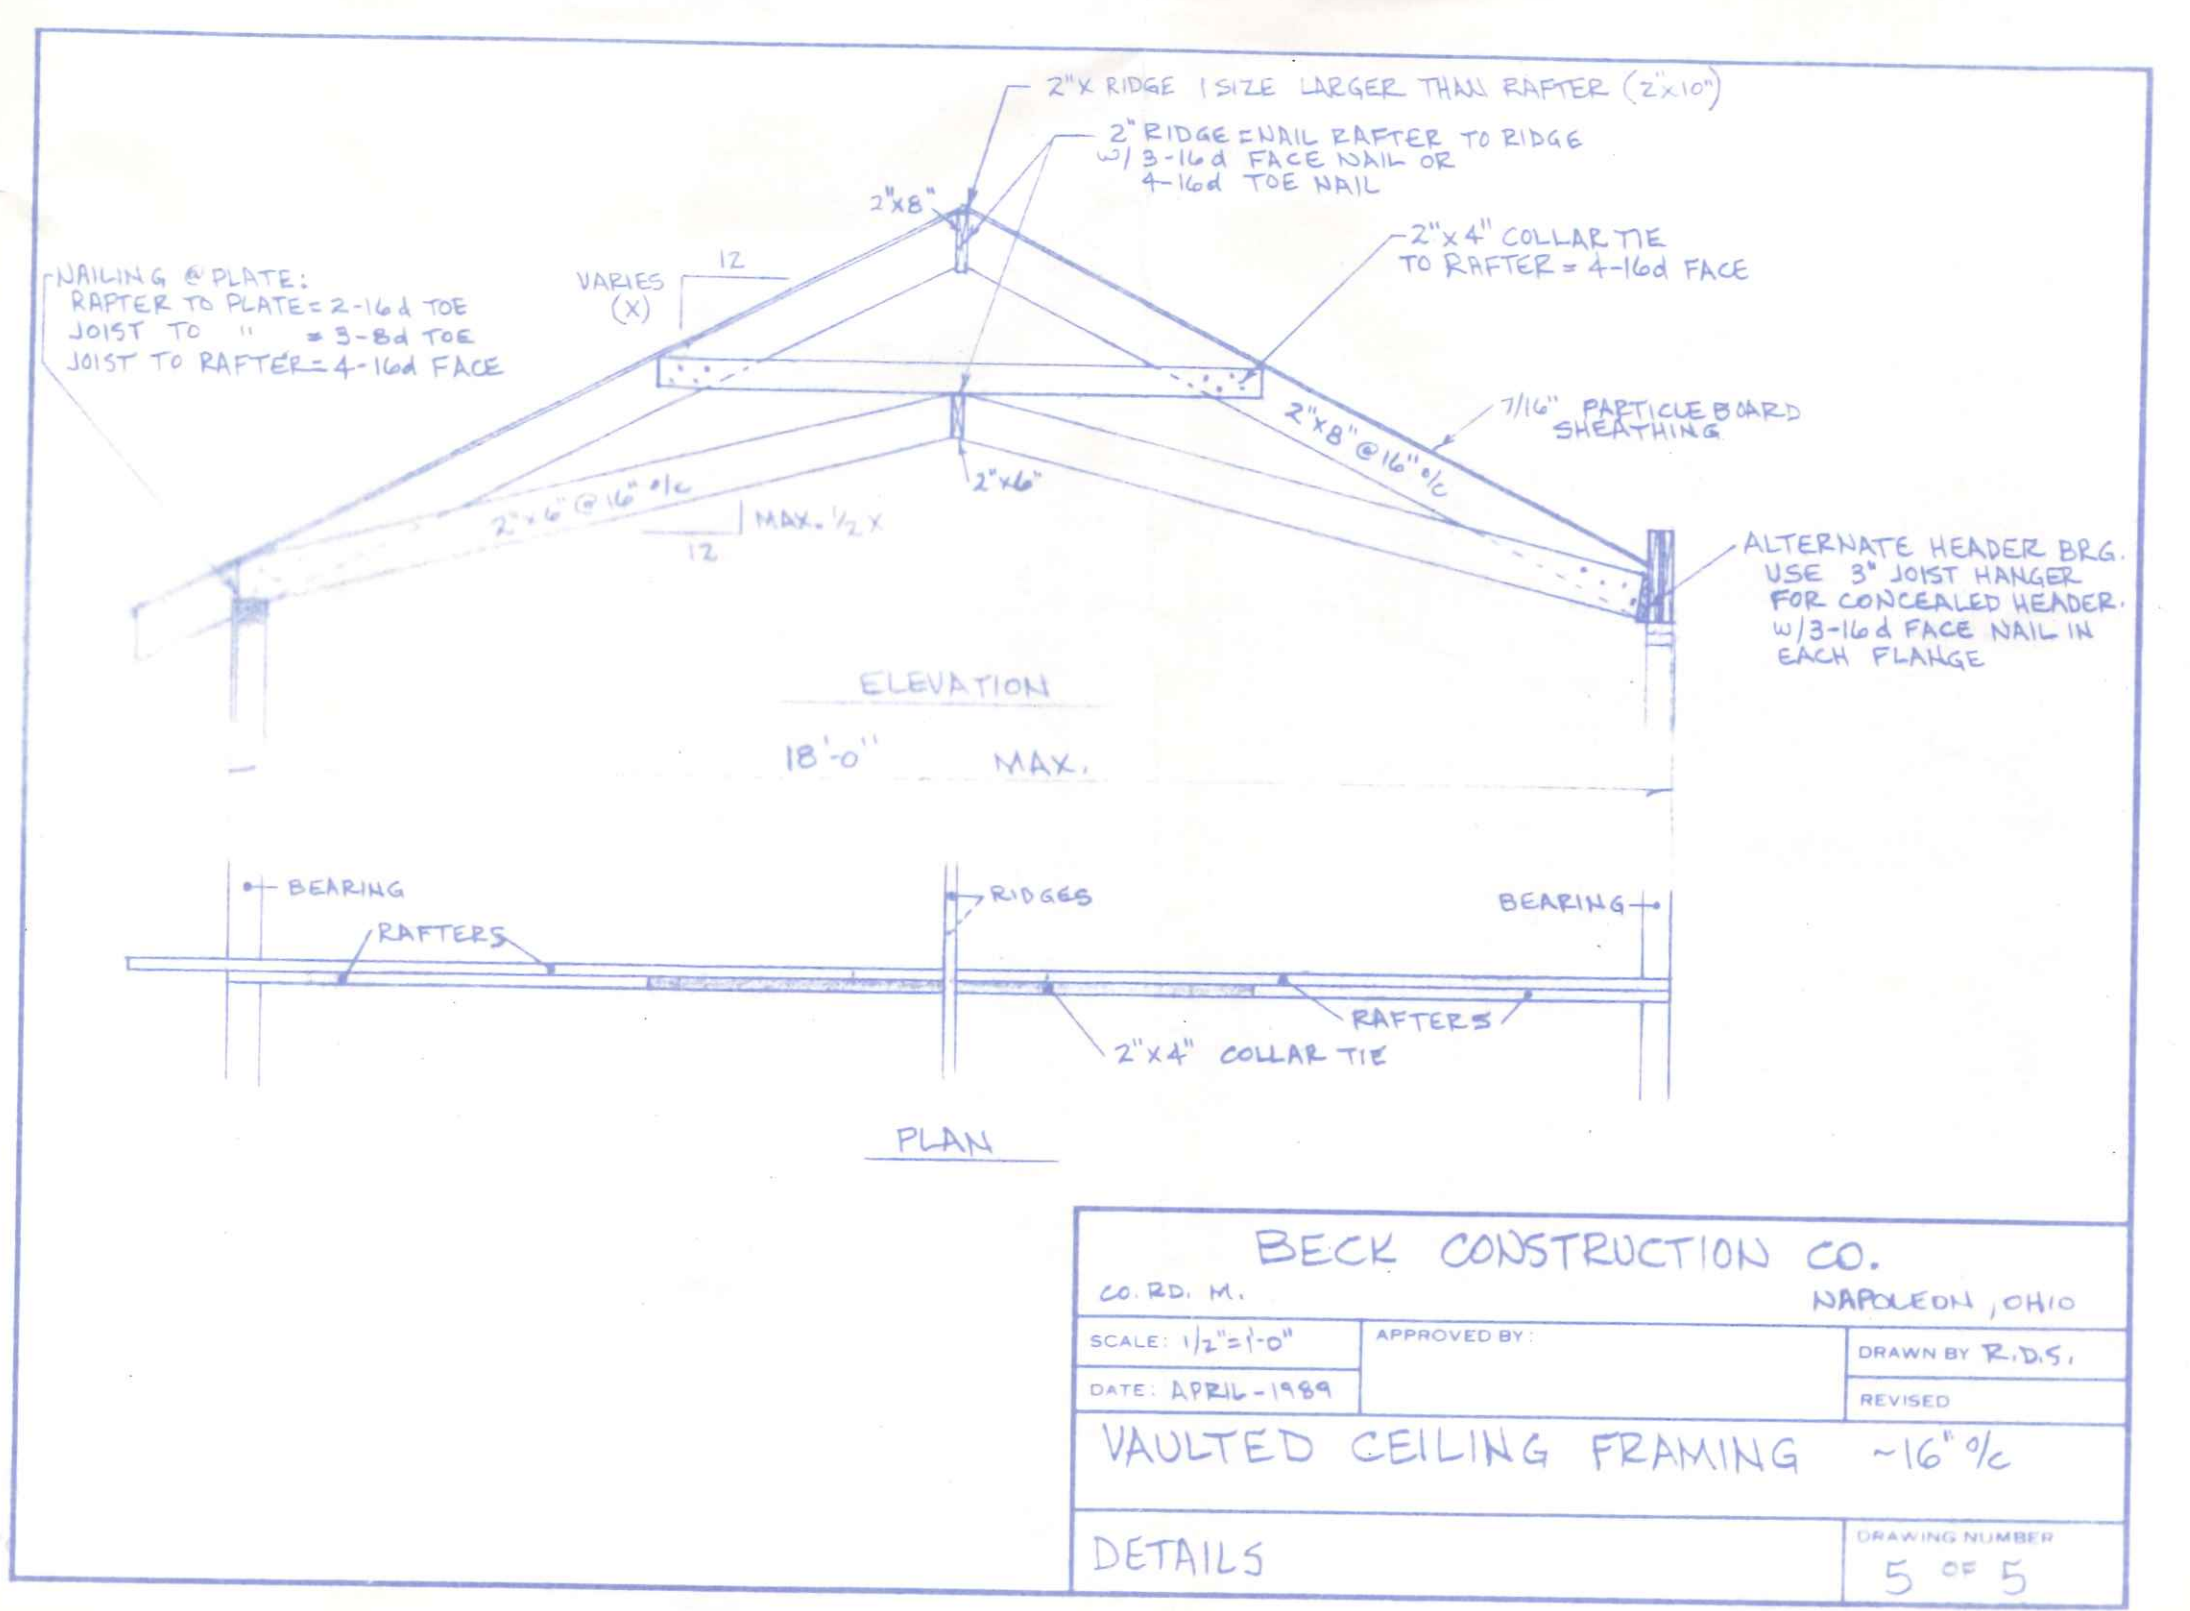 2"X RIDGE 1 SIZE LARGER THAN RAFTER (2"x10")
2" RIDGE = NAIL RAFTER TO RIDGE
W/ 3-16d FACE NAIL OR
4-16d TOE NAIL
2"x8"
2"x4" COLLAR TIE
TO RAFTER = 4-16d FACE
12
VARIES
(X)
NAILING @ PLATE:
RAFTER TO PLATE = 2-16d TOE
JOIST TO " = 3-8d TOE
JOIST TO RAFTER = 4-16d FACE
7/16" PARTICLE BOARD
SHEATHING
2"x8" @ 16" o/c
2"x6" @ 16" o/c
2"x6"
MAX. 1/2 X
12
ALTERNATE HEADER BRG.
USE 3" JOIST HANGER
FOR CONCEALED HEADER.
W/3-16d FACE NAIL IN
EACH FLANGE
ELEVATION
18'-0" MAX.
BEARING
RIDGES
BEARING
RAFTERS
RAFTERS
2"x4" COLLAR TIE
PLAN
BECK CONSTRUCTION CO.
CO. RD. M. NAPOLEON, OHIO
SCALE: 1/2"=1'-0"
APPROVED BY:
DRAWN BY R.D.S.
DATE: APRIL-1989
REVISED
VAULTED CEILING FRAMING ~16" o/c
DETAILS
DRAWING NUMBER
5 OF 5